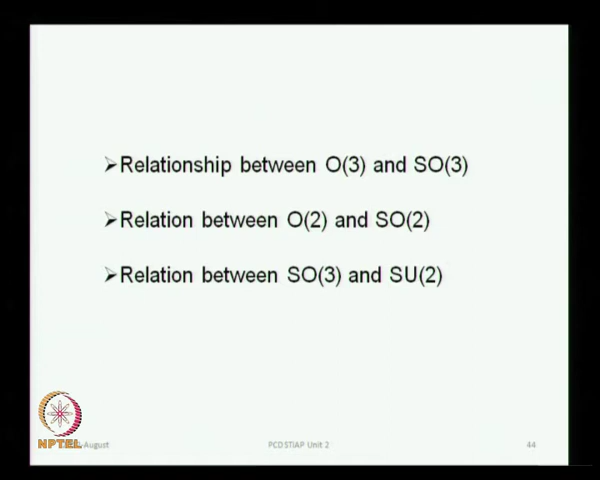 ➢Relationship between O(3) and SO(3)
➢Relation between O(2) and SO(2)
➢Relation between SO(3) and SU(2)
NPTEL August PCDSTIAP Unit 2 44